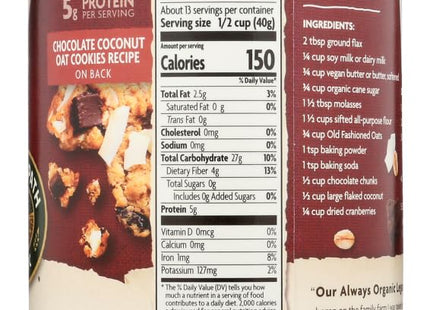 5g PROTEIN
PER SERVING
CHOCOLATE COCONUT
OAT COOKIES RECIPE
ON BACK
About 13 servings per container
Serving size 1/2 cup (40g)
Amount per serving
Calories 150
% Daily Value*
Total Fat 2.5g 3%
Saturated Fat 0 g 0%
Trans Fat 0g
Cholesterol 0mg 0%
Sodium 0mg 0%
Total Carbohydrate 27g 10%
Dietary Fiber 4g 13%
Total Sugars 0g
Includes 0g Added Sugars 0%
Protein 5g
Vitamin D 0mcg 0%
Calcium 0mg 0%
Iron 1mg 8%
Potassium 127mg 2%
* The % Daily Value (DV) tells you how
much a nutrient in a serving of food
contributes to a daily diet. 2,000 calories
INGREDIENTS:
2 tbsp ground flax
¼ cup soy milk or dairy milk
¾ cup vegan butter or butter, softened
¾ cup organic cane sugar
1 ½ tbsp molasses
1 ½ cups sifted all-purpose flour
¾ cup Old Fashioned Oats
1 tsp baking powder
1 tsp baking soda
½ cup chocolate chunks
½ cup large flaked coconut
¼ cup dried cranberries
"Our Always Organic